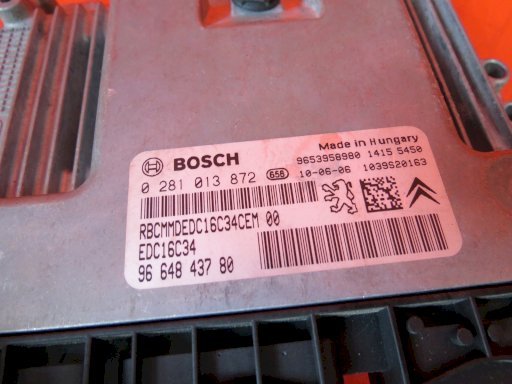 Made in Hungary
BOSCH 9653958980 1415 5450
0 281 013 872 658 10-06-06 1039S20163
RBCMMDEDC16C34CEM 00
EDC16C34
96 648 437 80